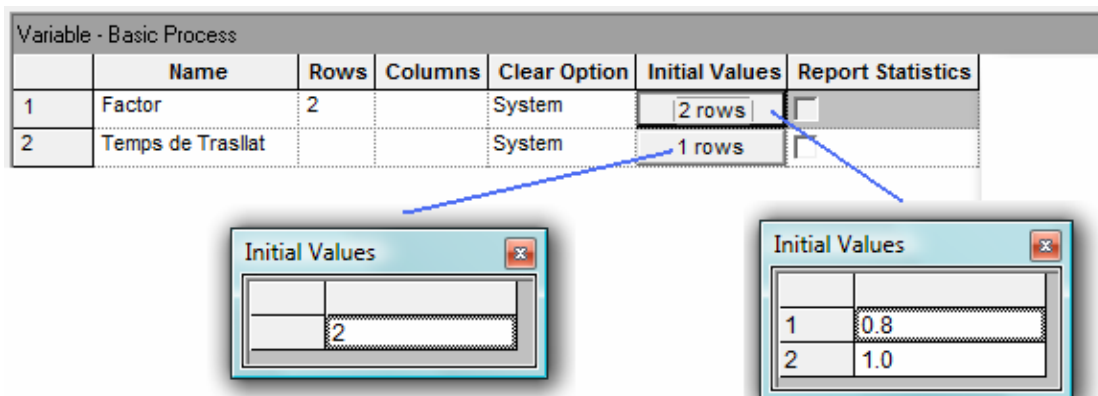 Variable - Basic Process
Name Rows Columns Clear Option Initial Values Report Statistics
1 Factor 2 System 2 rows
2 Temps de Trasllat System 1 rows
Initial Values
2
Initial Values
1 0.8
2 1.0